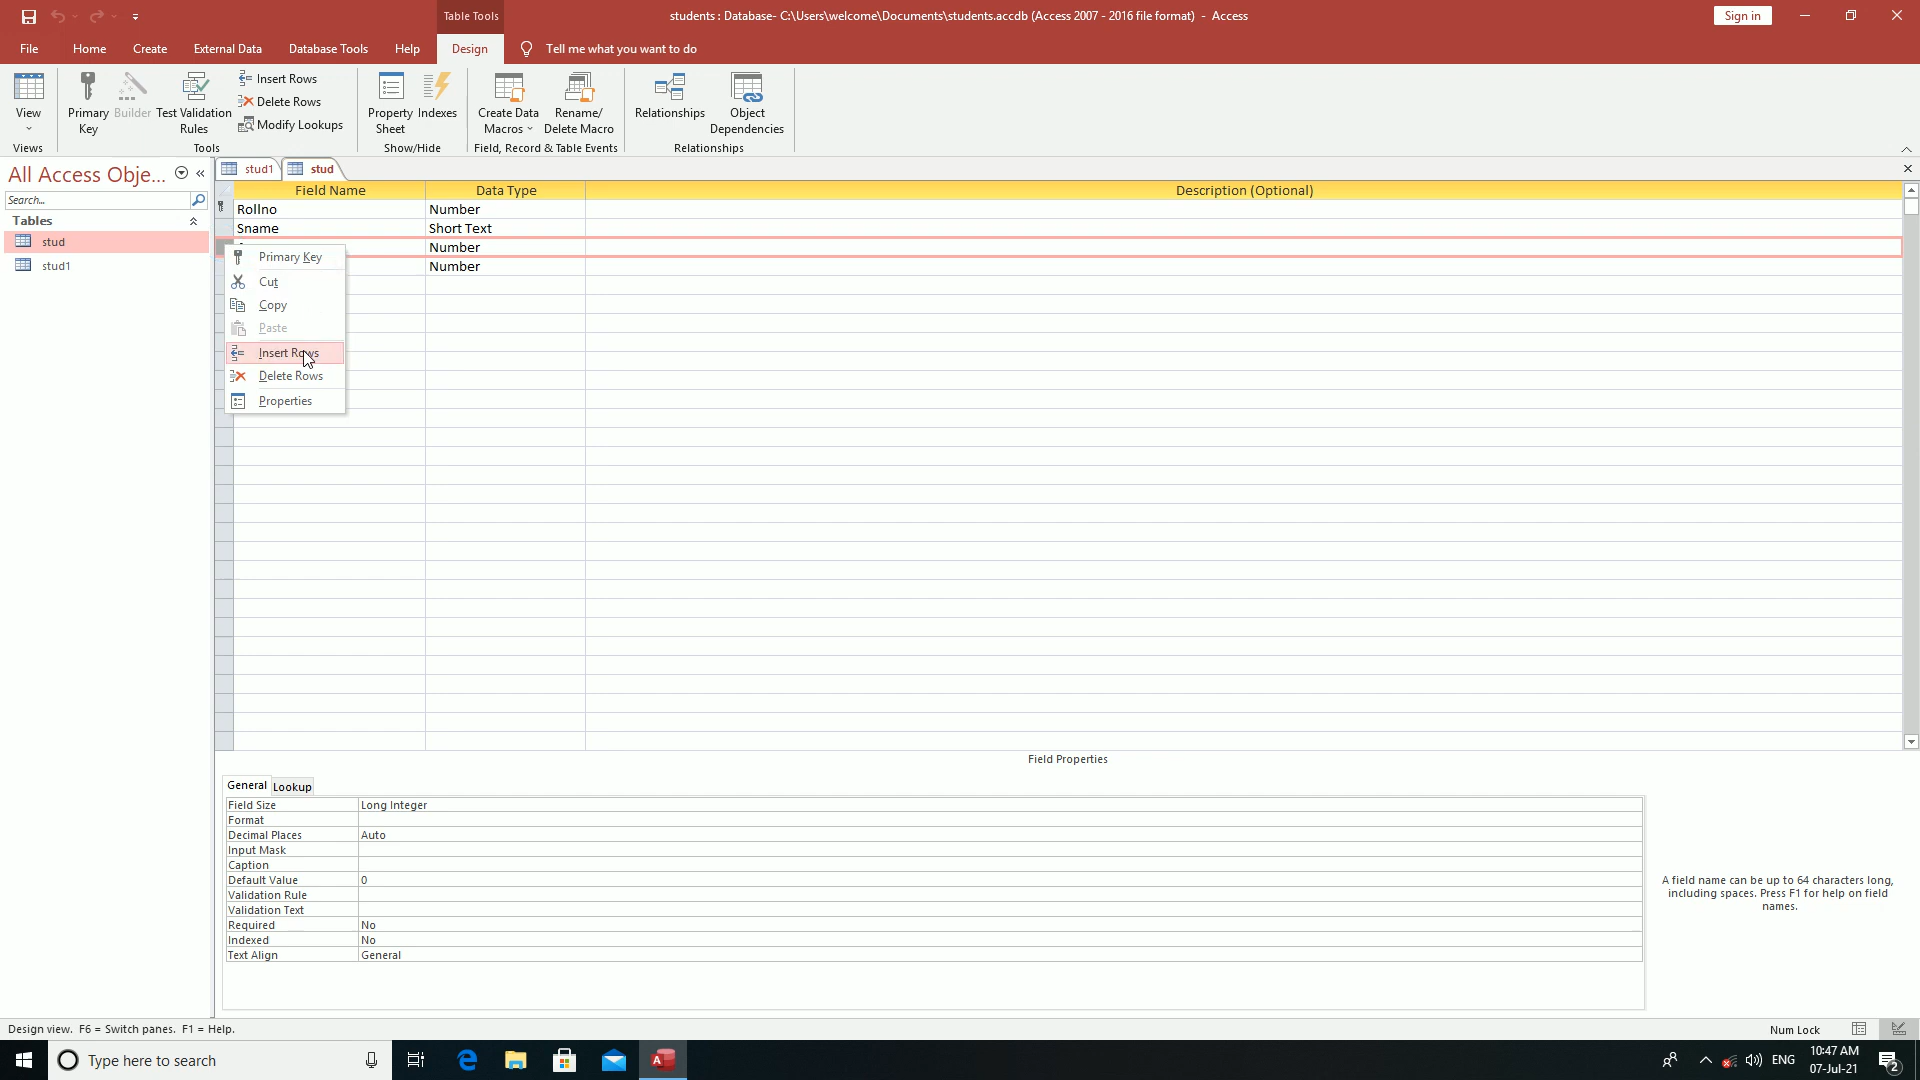 Table Tools
students : Database- C:\Users\welcome\Documents\students.accdb (Access 2007 - 2016 file format) - Access
Sign in
File
Home
Create
External Data
Database Tools
Help
Design
Tell me what you want to do
View
Primary Key
Builder
Test Validation Rules
Insert Rows
Delete Rows
Modify Lookups
Property Sheet
Indexes
Create Data Macros
Rename/ Delete Macro
Relationships
Object Dependencies
Views
Tools
Show/Hide
Field, Record & Table Events
Relationships
All Access Obje...
Search...
Tables
stud
stud1
stud1
stud
Field Name
Data Type
Description (Optional)
Rollno
Number
Sname
Short Text
Number
Number
Primary Key
Cut
Copy
Paste
Insert Rows
Delete Rows
Properties
Field Properties
General
Lookup
Field Size
Long Integer
Format
Decimal Places
Auto
Input Mask
Caption
Default Value
0
Validation Rule
Validation Text
Required
No
Indexed
No
Text Align
General
A field name can be up to 64 characters long,
including spaces. Press F1 for help on field
names.
Design view. F6 = Switch panes. F1 = Help.
Num Lock
Type here to search
ENG
10:47 AM
07-Jul-21
2